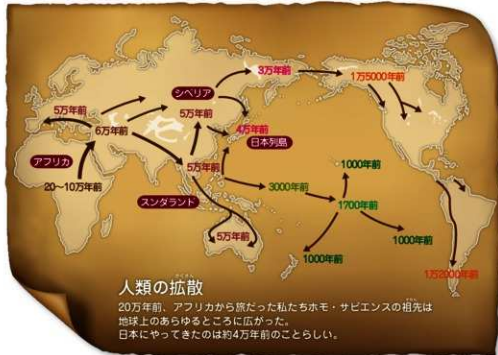 3万年前
1万5000年前
シベリア
5万年前
5万年前
6万年前
4万年前
日本列島
アフリカ
5万年前
1000年前
20~10万年前
3000年前
スンダランド
1700年前
5万年前
1000年前
1000年前
1万2000年前
人類の拡散
かくさん
20万年前、アフリカから旅だった私たちホモ・サピエンスの祖先は
そせん
地球上のあらゆるところに広がった。
日本にやってきたのは約4万年前のことらしい。